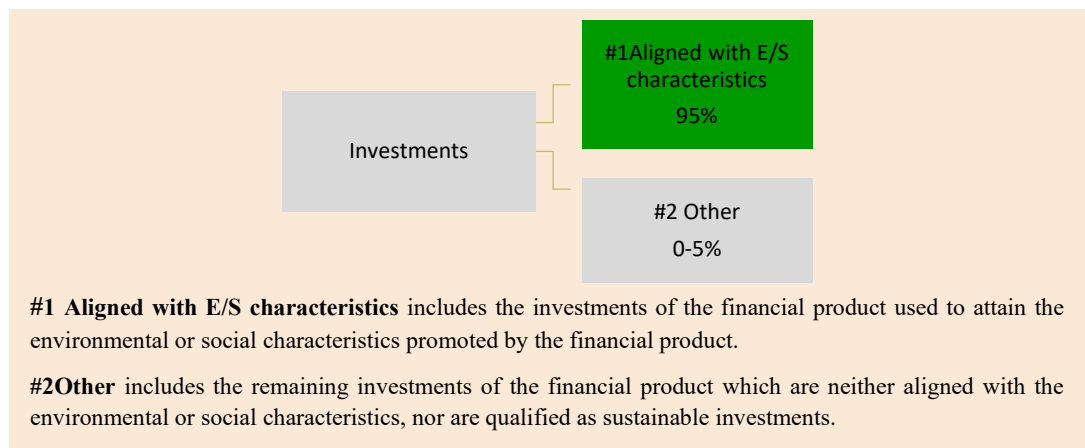 #1Aligned with E/S
characteristics
95%
Investments
#2 Other
0-5%
#1 Aligned with E/S characteristics includes the investments of the financial product used to attain the
environmental or social characteristics promoted by the financial product.
#2Other includes the remaining investments of the financial product which are neither aligned with the
environmental or social characteristics, nor are qualified as sustainable investments.